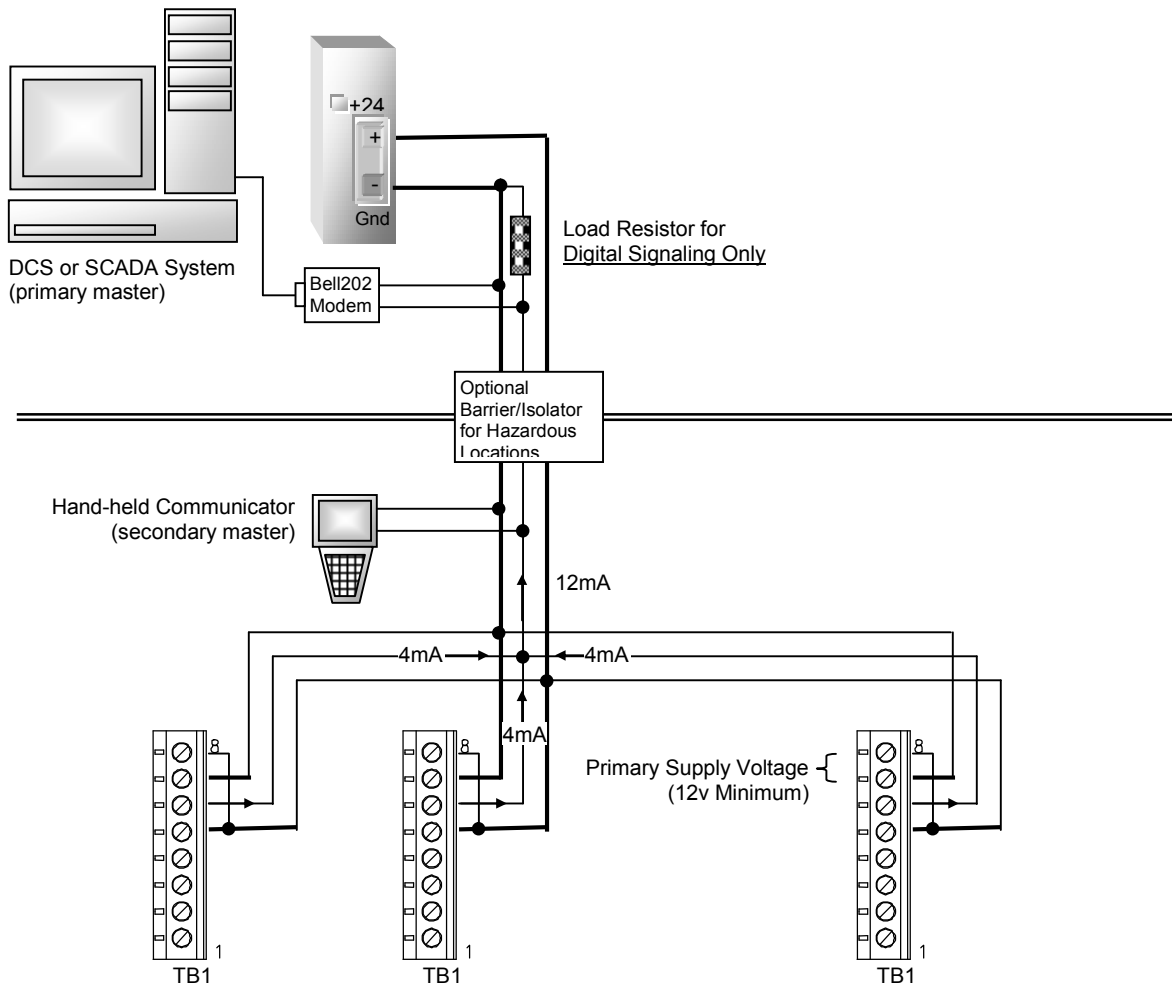 +24
+
-
Gnd
DCS or SCADA System
(primary master)
Bell202
Modem
Load Resistor for
Digital Signaling Only
Optional
Barrier/Isolator
for Hazardous
Locations
Hand-held Communicator
(secondary master)
12mA
4mA
4mA
4mA
8
8
8
Primary Supply Voltage
(12v Minimum)
1
1
1
TB1
TB1
TB1